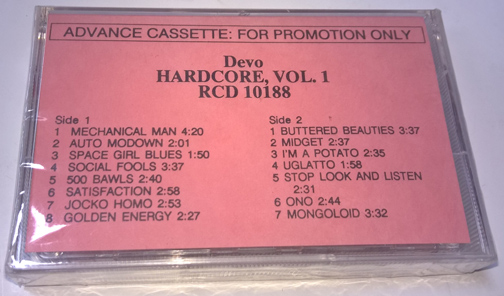 ADVANCE CASSETTE: FOR PROMOTION ONLY
Devo
HARDCORE, VOL. 1
RCD 10188
Side 1
1 MECHANICAL MAN 4:20
2 AUTO MODOWN 2:01
3 SPACE GIRL BLUES 1:50
4 SOCIAL FOOLS 3:37
5 500 BAWLS 2:40
6 SATISFACTION 2:58
7 JOCKO HOMO 2:53
8 GOLDEN ENERGY 2:27
Side 2
1 BUTTERED BEAUTIES 3:37
2 MIDGET 2:37
3 I'M A POTATO 2:35
4 UGLATTO 1:58
5 STOP LOOK AND LISTEN
2:31
6 ONO 2:44
7 MONGOLOID 3:32